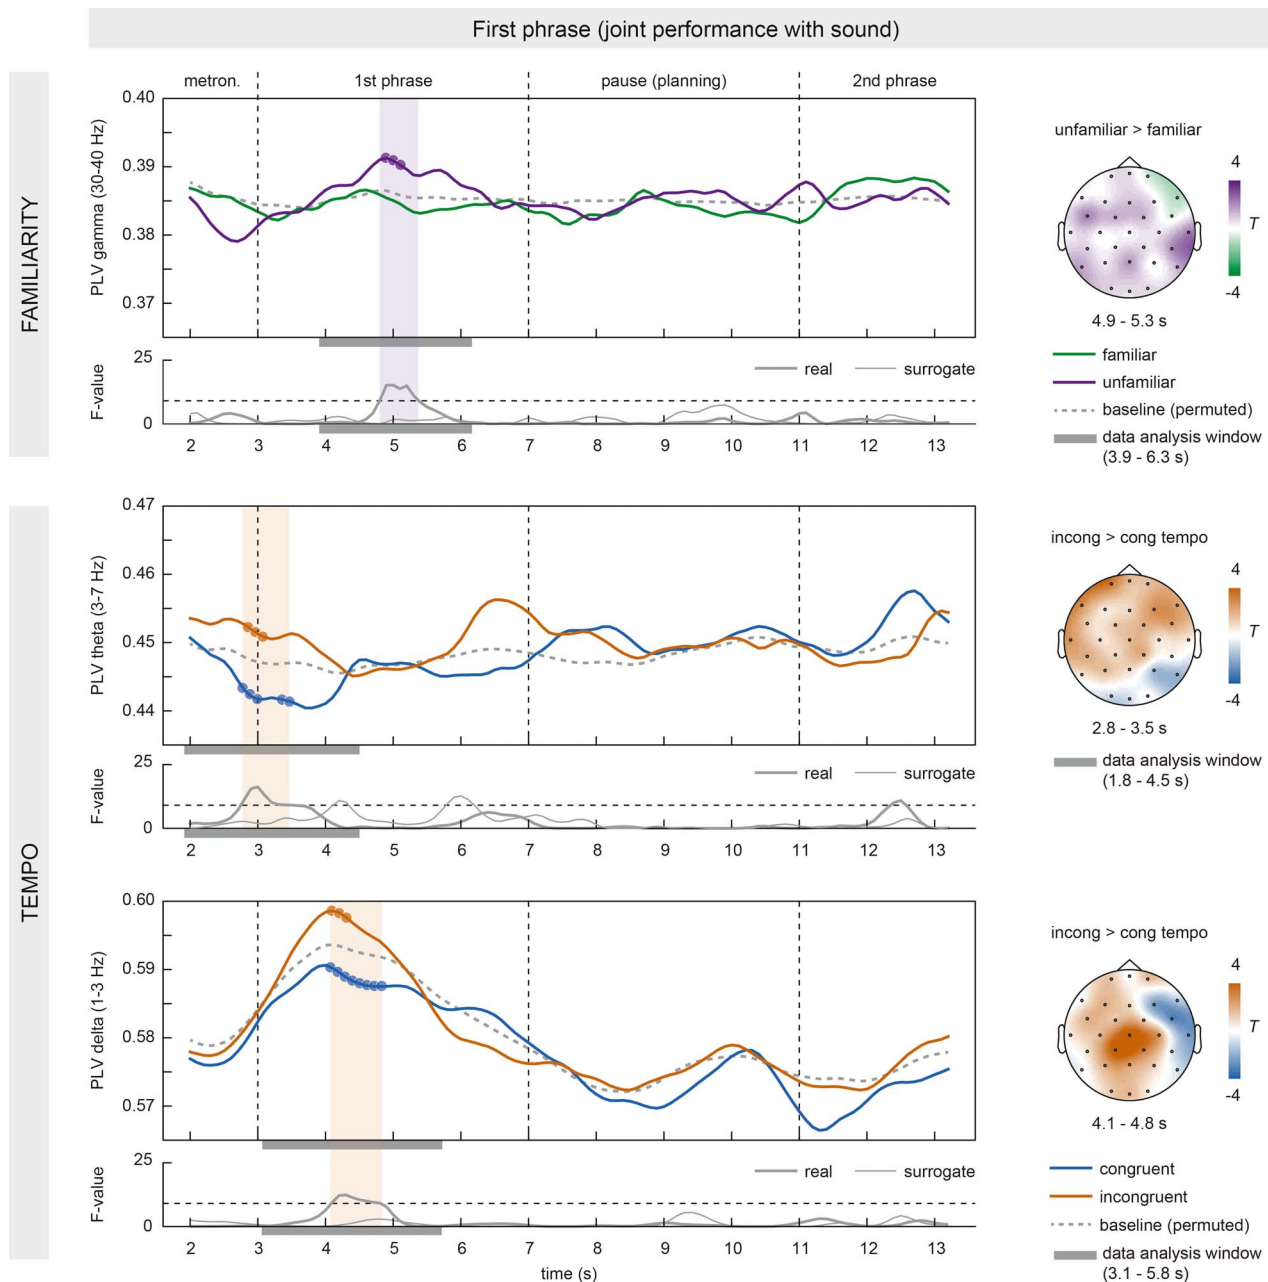 First phrase (joint performance with sound)
FAMILIARITY
metron. 1st phrase pause (planning) 2nd phrase
PLV gamma (30-40 Hz)
0.40
0.39
0.38
0.37
F-value
25
0
real surrogate
2 3 4 5 6 7 8 9 10 11 12 13
unfamiliar > familiar
4
T
-4
4.9 - 5.3 s
familiar
unfamiliar
baseline (permuted)
data analysis window
(3.9 - 6.3 s)
TEMPO
PLV theta (3-7 Hz)
0.47
0.46
0.45
0.44
F-value
25
0
real surrogate
2 3 4 5 6 7 8 9 10 11 12 13
incong > cong tempo
4
T
-4
2.8 - 3.5 s
data analysis window
(1.8 - 4.5 s)
PLV delta (1-3 Hz)
0.60
0.59
0.58
0.57
F-value
25
0
real surrogate
2 3 4 5 6 7 8 9 10 11 12 13
time (s)
incong > cong tempo
4
T
-4
4.1 - 4.8 s
congruent
incongruent
baseline (permuted)
data analysis window
(3.1 - 5.8 s)